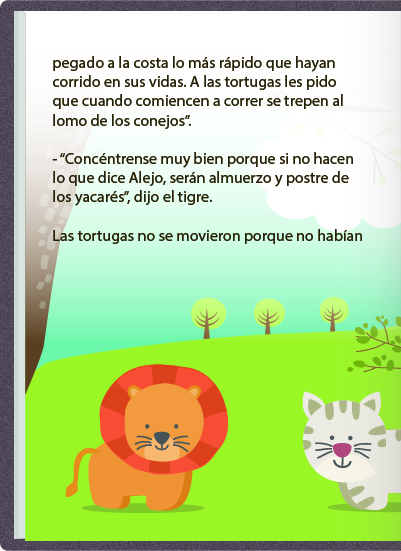 pegado a la costa lo más rápido que hayan
corrido en sus vidas. A las tortugas les pido
que cuando comiencen a correr se trepen al
lomo de los conejos”.
- “Concéntrense muy bien porque si no hacen
lo que dice Alejo, serán almuerzo y postre de
los yacarés”, dijo el tigre.
Las tortugas no se movieron porque no habían